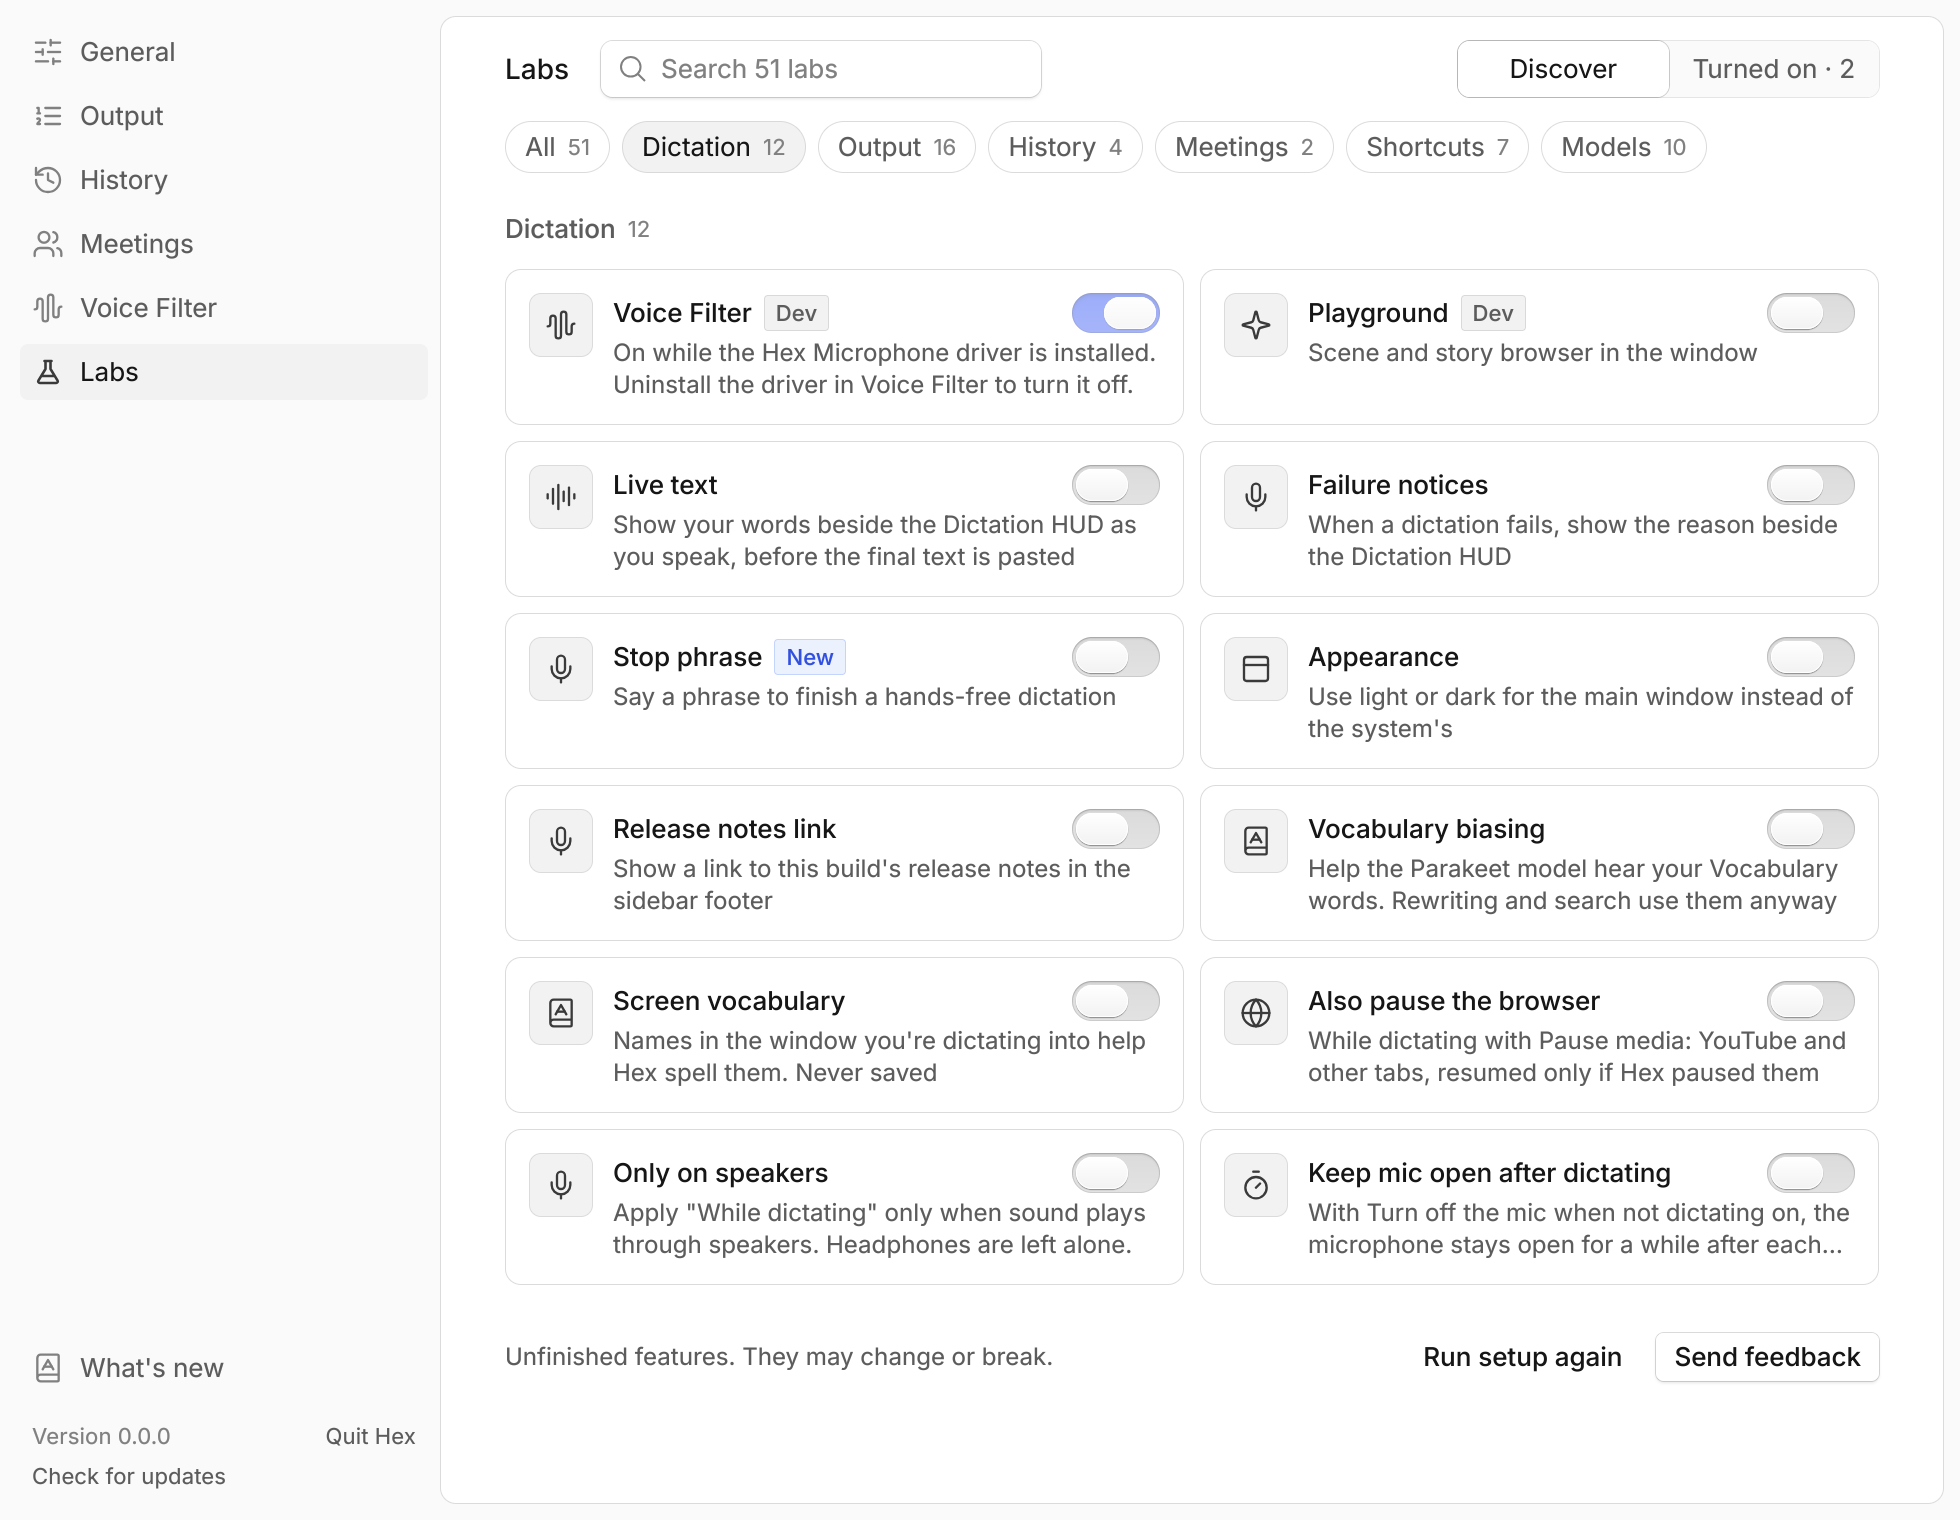 General
Output
History
Meetings
Voice Filter
Labs
What's new
Version 0.0.0
Quit Hex
Check for updates
Labs
Search 51 labs
Discover
Turned on · 2
All 51
Dictation 12
Output 16
History 4
Meetings 2
Shortcuts 7
Models 10
Dictation 12
Voice Filter Dev
On while the Hex Microphone driver is installed.
Uninstall the driver in Voice Filter to turn it off.
Playground Dev
Scene and story browser in the window
Live text
Show your words beside the Dictation HUD as
you speak, before the final text is pasted
Failure notices
When a dictation fails, show the reason beside
the Dictation HUD
Stop phrase New
Say a phrase to finish a hands-free dictation
Appearance
Use light or dark for the main window instead of
the system's
Release notes link
Show a link to this build's release notes in the
sidebar footer
Vocabulary biasing
Help the Parakeet model hear your Vocabulary
words. Rewriting and search use them anyway
Screen vocabulary
Names in the window you're dictating into help
Hex spell them. Never saved
Also pause the browser
While dictating with Pause media: YouTube and
other tabs, resumed only if Hex paused them
Only on speakers
Apply "While dictating" only when sound plays
through speakers. Headphones are left alone.
Keep mic open after dictating
With Turn off the mic when not dictating on, the
microphone stays open for a while after each...
Unfinished features. They may change or break.
Run setup again
Send feedback